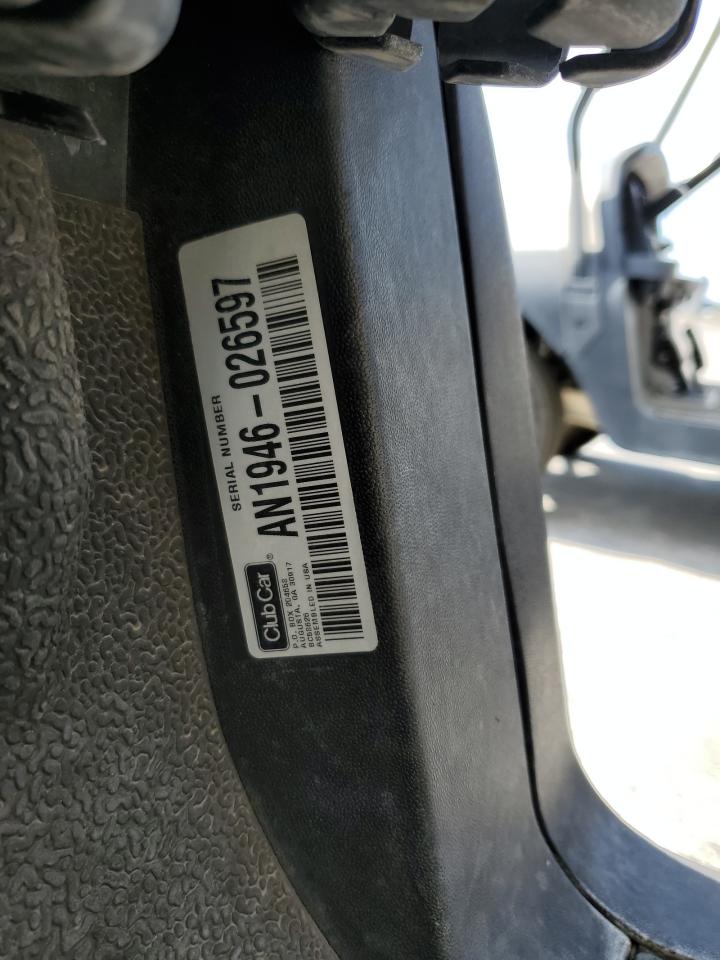 SERIAL NUMBER
AN1946-026597
Club Car®
P.O. BOX 204658
AUGUSTA, GA 30917
ASSEMBLED IN USA